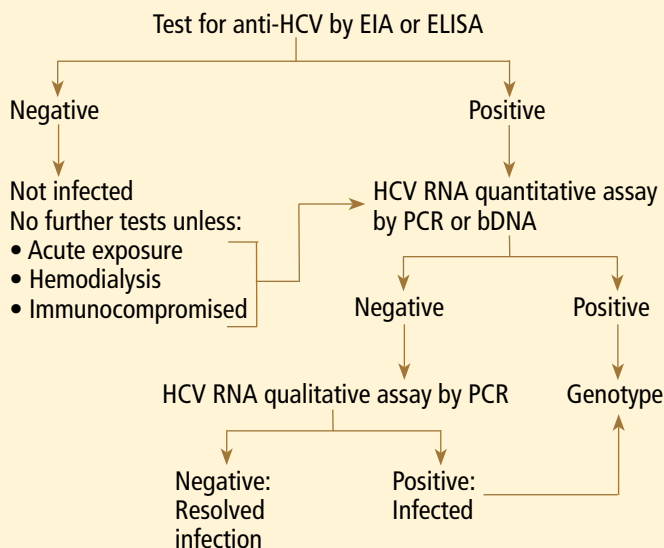 Test for anti-HCV by EIA or ELISA
Negative
Positive
Not infected
No further tests unless:
• Acute exposure
• Hemodialysis
• Immunocompromised
HCV RNA quantitative assay
by PCR or bDNA
Negative
Positive
HCV RNA qualitative assay by PCR
Genotype
Negative:
Resolved
infection
Positive:
Infected